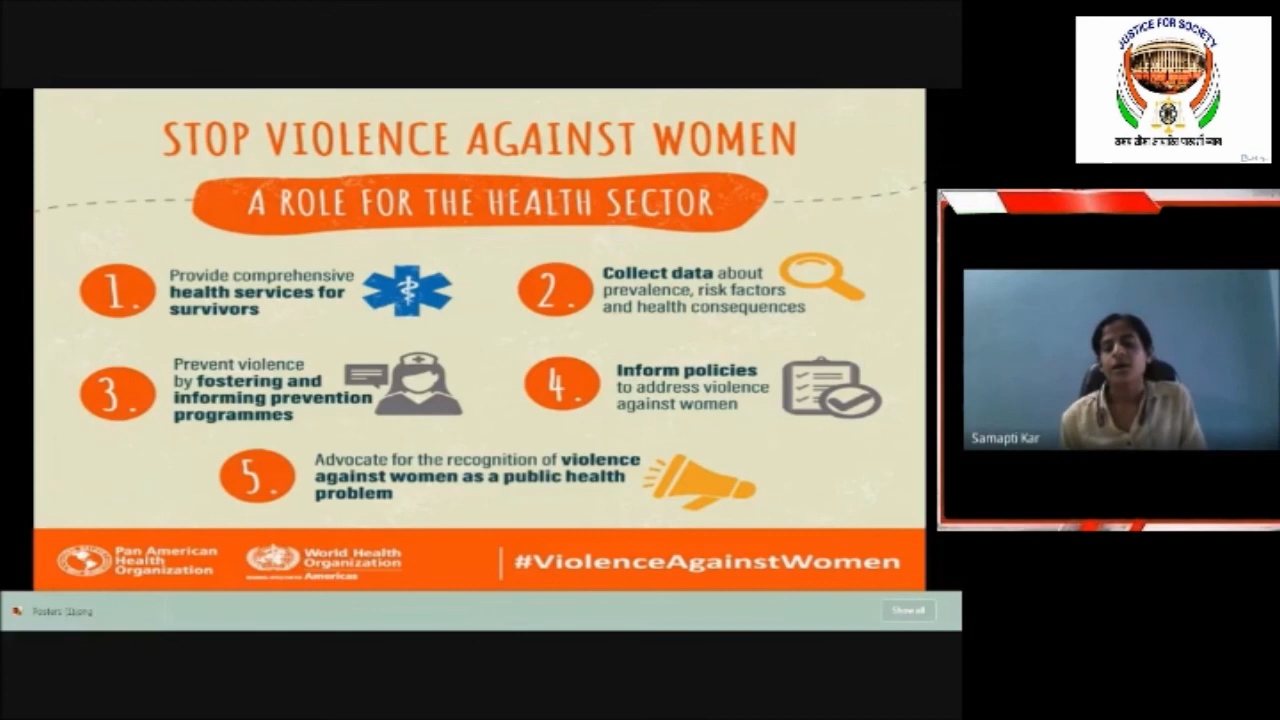 STOP VIOLENCE AGAINST WOMEN
A ROLE FOR THE HEALTH SECTOR
1.
Provide comprehensive
health services for
survivors
2.
Collect data about
prevalence, risk factors
and health consequences
3.
Prevent violence
by fostering and
informing prevention
programmes
4.
Inform policies
to address violence
against women
5.
Advocate for the recognition of violence
against women as a public health
problem
Pan American
Health
Organization
World Health
Organization
Americas
#ViolenceAgainstWomen
Show all
JUSTICE FOR SOCIETY
Samapti Kar